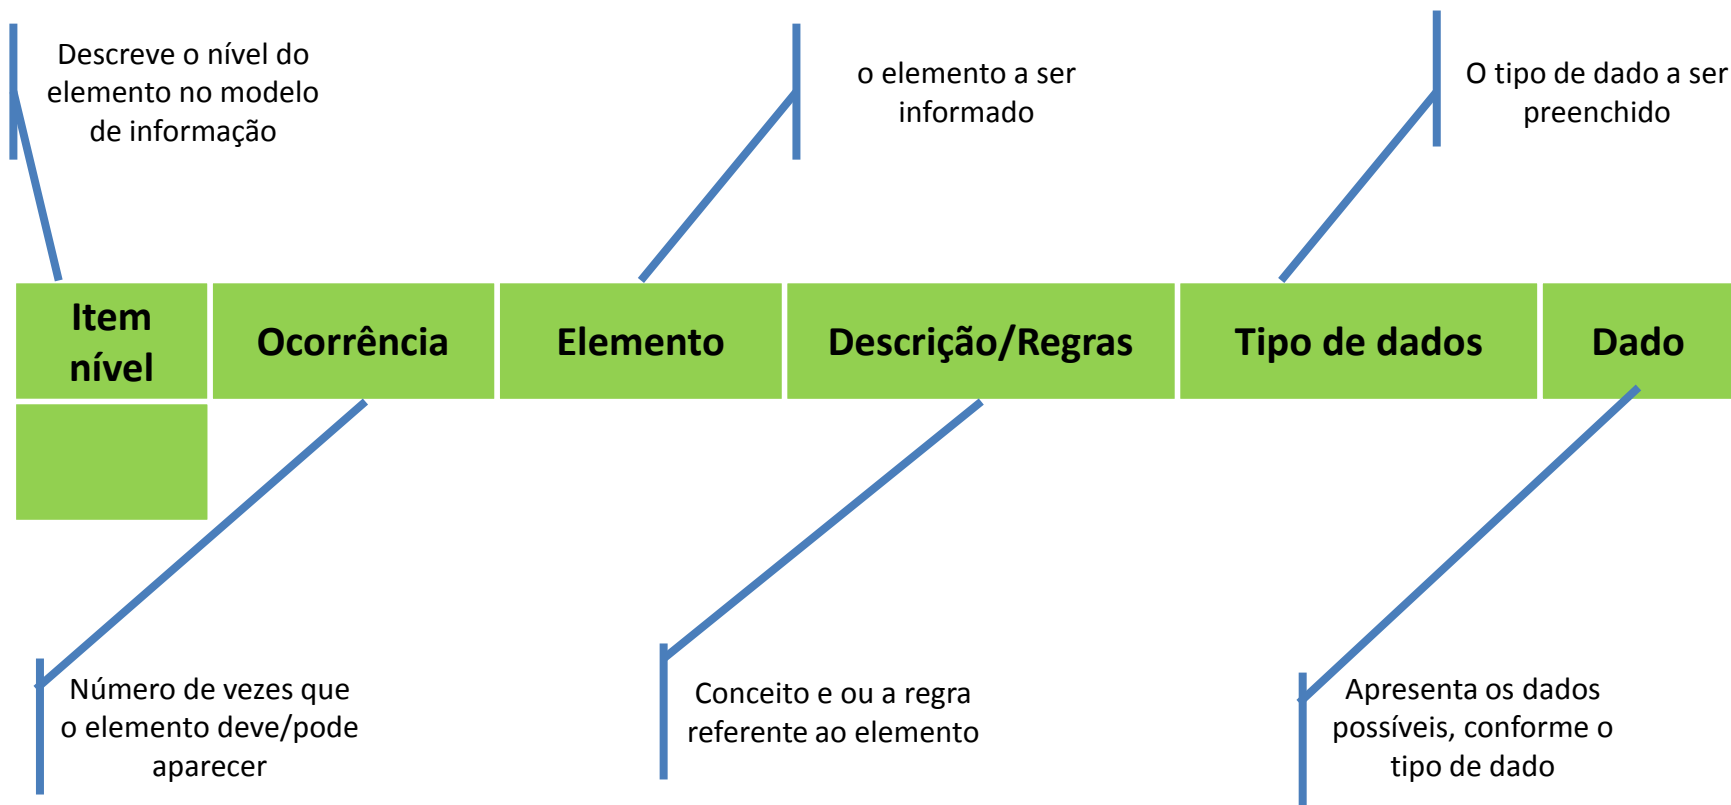 Descreve o nível do
elemento no modelo
de informação
o elemento a ser
informado
O tipo de dado a ser
preenchido
Item
nível
Ocorrência
Elemento
Descrição/Regras
Tipo de dados
Dado
Número de vezes que
o elemento deve/pode
aparecer
Conceito e ou a regra
referente ao elemento
Apresenta os dados
possíveis, conforme o
tipo de dado